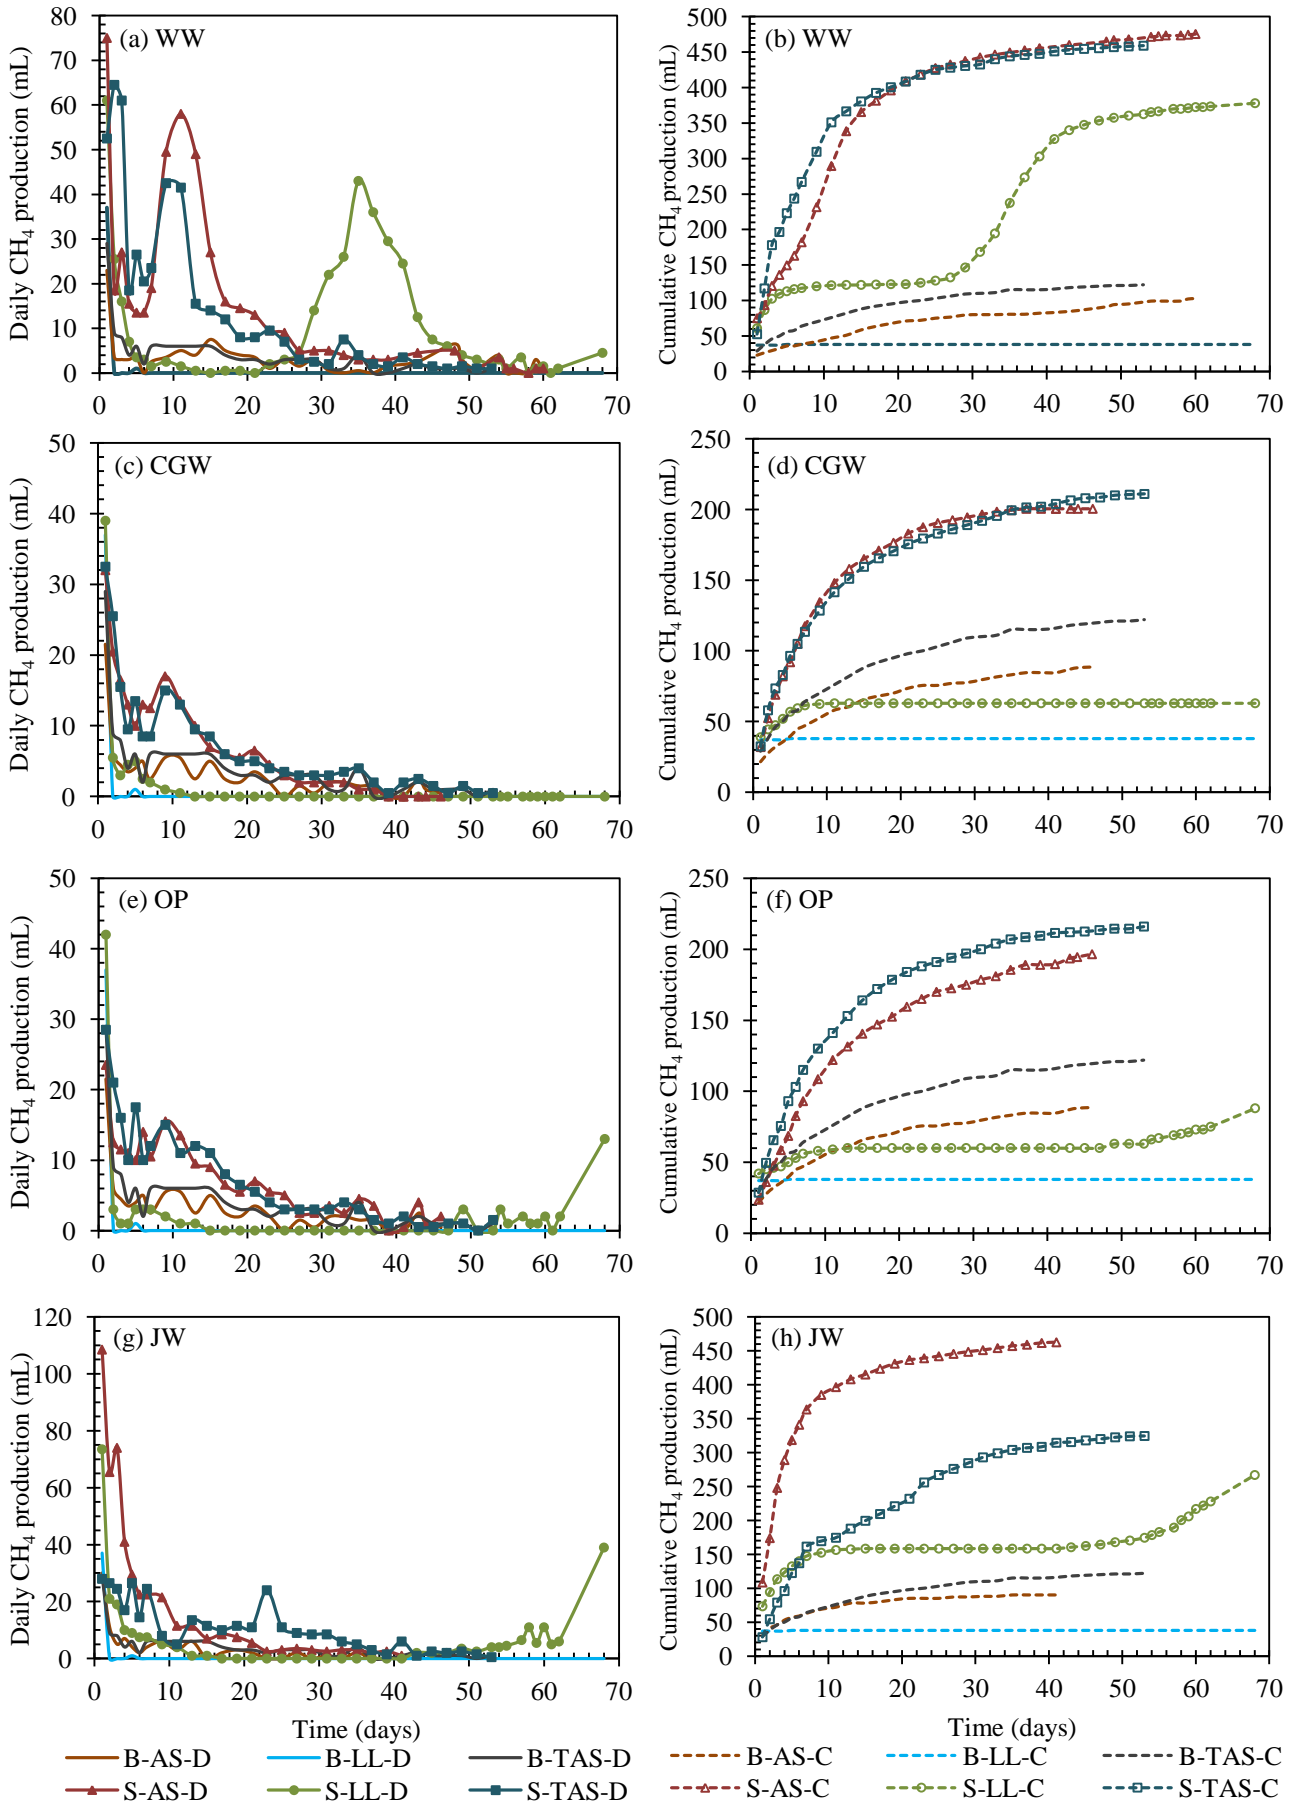 (a) WW
Daily CH₄ production (mL)
80
70
60
50
40
30
20
10
0
0 10 20 30 40 50 60 70
(b) WW
Cumulative CH₄ production (mL)
500
450
400
350
300
250
200
150
100
50
0
0 10 20 30 40 50 60 70
(c) CGW
Daily CH₄ production (mL)
50
40
30
20
10
0
0 10 20 30 40 50 60 70
(d) CGW
Cumulative CH₄ production (mL)
250
200
150
100
50
0
0 10 20 30 40 50 60 70
(e) OP
Daily CH₄ production (mL)
50
40
30
20
10
0
0 10 20 30 40 50 60 70
(f) OP
Cumulative CH₄ production (mL)
250
200
150
100
50
0
0 10 20 30 40 50 60 70
(g) JW
Daily CH₄ production (mL)
120
100
80
60
40
20
0
0 10 20 30 40 50 60 70
Time (days)
(h) JW
Cumulative CH₄ production (mL)
500
450
400
350
300
250
200
150
100
50
0
0 10 20 30 40 50 60 70
Time (days)
B-AS-D B-LL-D B-TAS-D
S-AS-D S-LL-D S-TAS-D
B-AS-C B-LL-C B-TAS-C
S-AS-C S-LL-C S-TAS-C